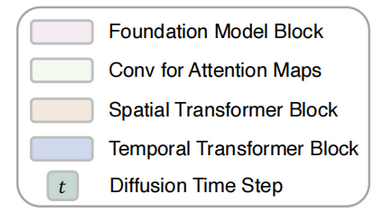 Foundation Model Block
Conv for Attention Maps
Spatial Transformer Block
Temporal Transformer Block
t Diffusion Time Step